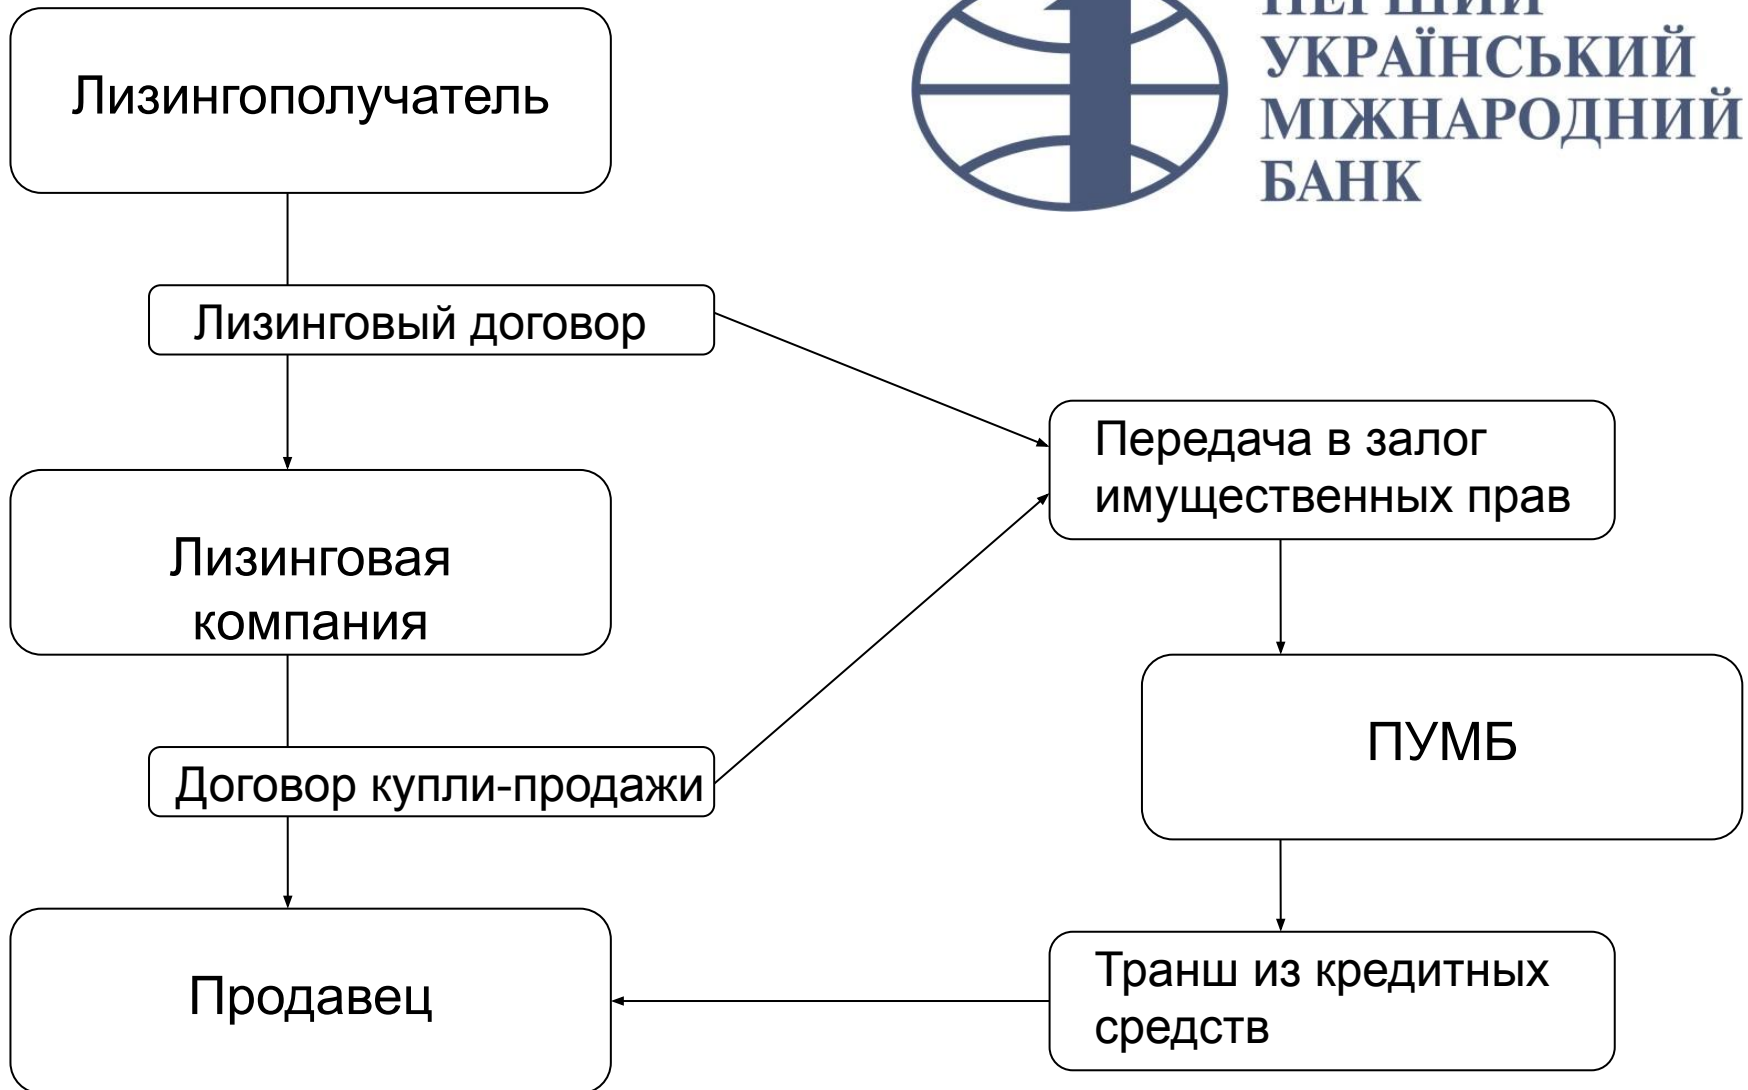 Лизингополучатель
ПЕРШИЙ
УКРАЇНСЬКИЙ
МІЖНАРОДНИЙ
БАНК
Лизинговый договор
Передача в залог
имущественных прав
Лизинговая
компания
ПУМБ
Договор купли-продажи
Транш из кредитных
средств
Продавец